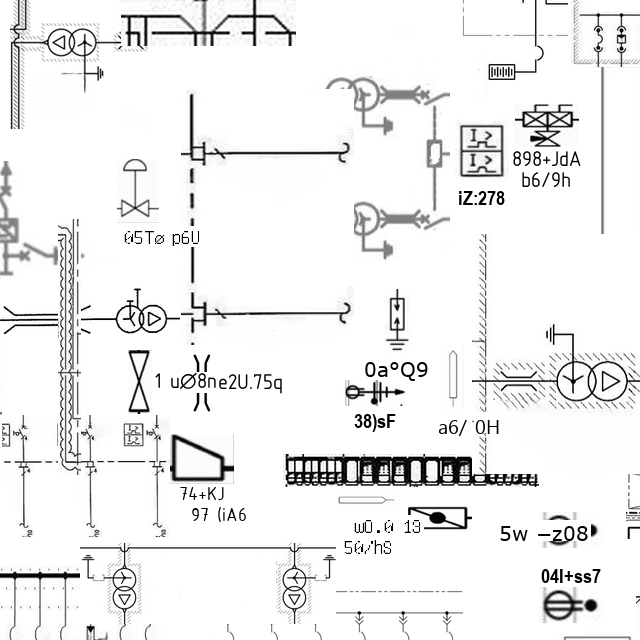 898+JdA
b6/9h
iZ:278
05Tø p6U
0a°Q9
1 uØ8ne2U.75q
38)sF
a6/ 0H
74+KJ
97 (iA6
w0.0 13
50/hS
5w −z08
04l+ss7